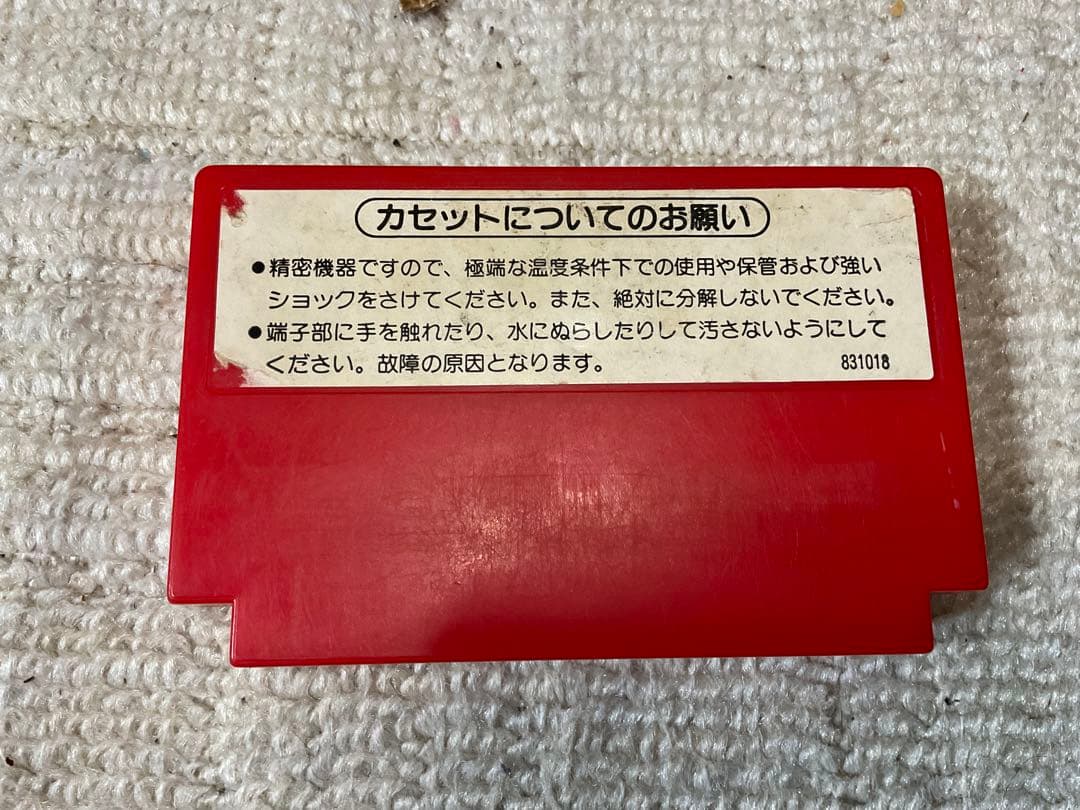 カセットについてのお願い
●精密機器ですので、極端な温度条件下での使用や保管および強い
ショックをさけてください。また、絶対に分解しないでください。
●端子部に手を触れたり、水にぬらしたりして汚さないようにして
ください。故障の原因となります。
831018